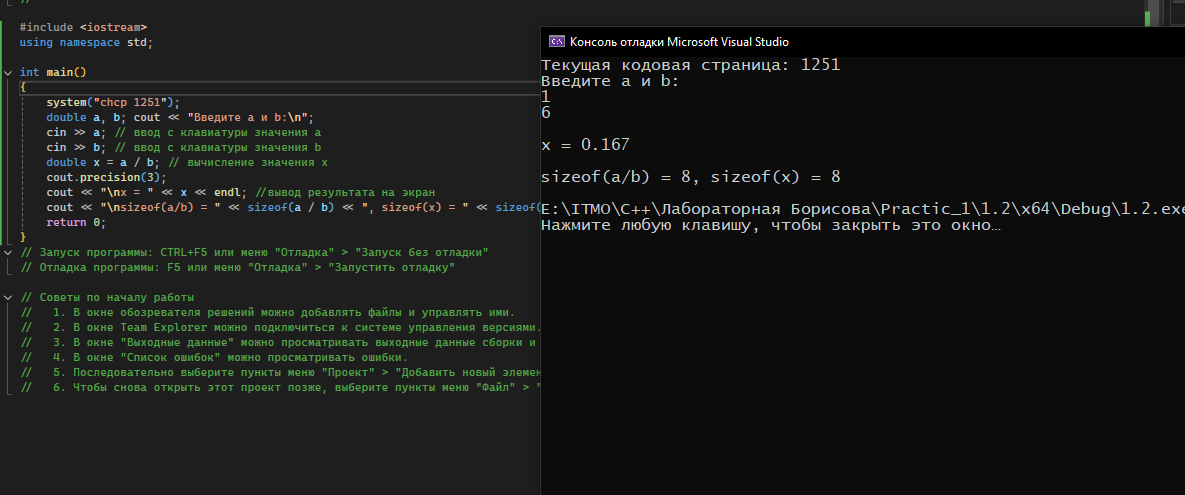 //
#include <iostream>
using namespace std;
int main()
{
system("chcp 1251");
double a, b; cout << "Введите a и b:\n";
cin >> a; // ввод с клавиатуры значения a
cin >> b; // ввод с клавиатуры значения b
double x = a / b; // вычисление значения x
cout.precision(3);
cout << "\nx = " << x << endl; //вывод результата на экран
cout << "\nsizeof(a/b) = " << sizeof(a / b) << ", sizeof(x) = " << sizeof(
return 0;
}
// Запуск программы: CTRL+F5 или меню "Отладка" > "Запуск без отладки"
// Отладка программы: F5 или меню "Отладка" > "Запустить отладку"
// Советы по началу работы
//   1. В окне обозревателя решений можно добавлять файлы и управлять ими.
//   2. В окне Team Explorer можно подключиться к системе управления версиями.
//   3. В окне "Выходные данные" можно просматривать выходные данные сборки и
//   4. В окне "Список ошибок" можно просматривать ошибки.
//   5. Последовательно выберите пункты меню "Проект" > "Добавить новый
//   6. Чтобы снова открыть этот проект позже, выберите пункты меню "Файл" > "
Консоль отладки Microsoft Visual Studio
Текущая кодовая страница: 1251
Введите a и b:
1
6
x = 0.167
sizeof(a/b) = 8, sizeof(x) = 8
E:\ITMO\C++\Лабораторная Борисова\Practic_1\1.2\x64\Debug\1.2.exe
Нажмите любую клавишу, чтобы закрыть это окно…